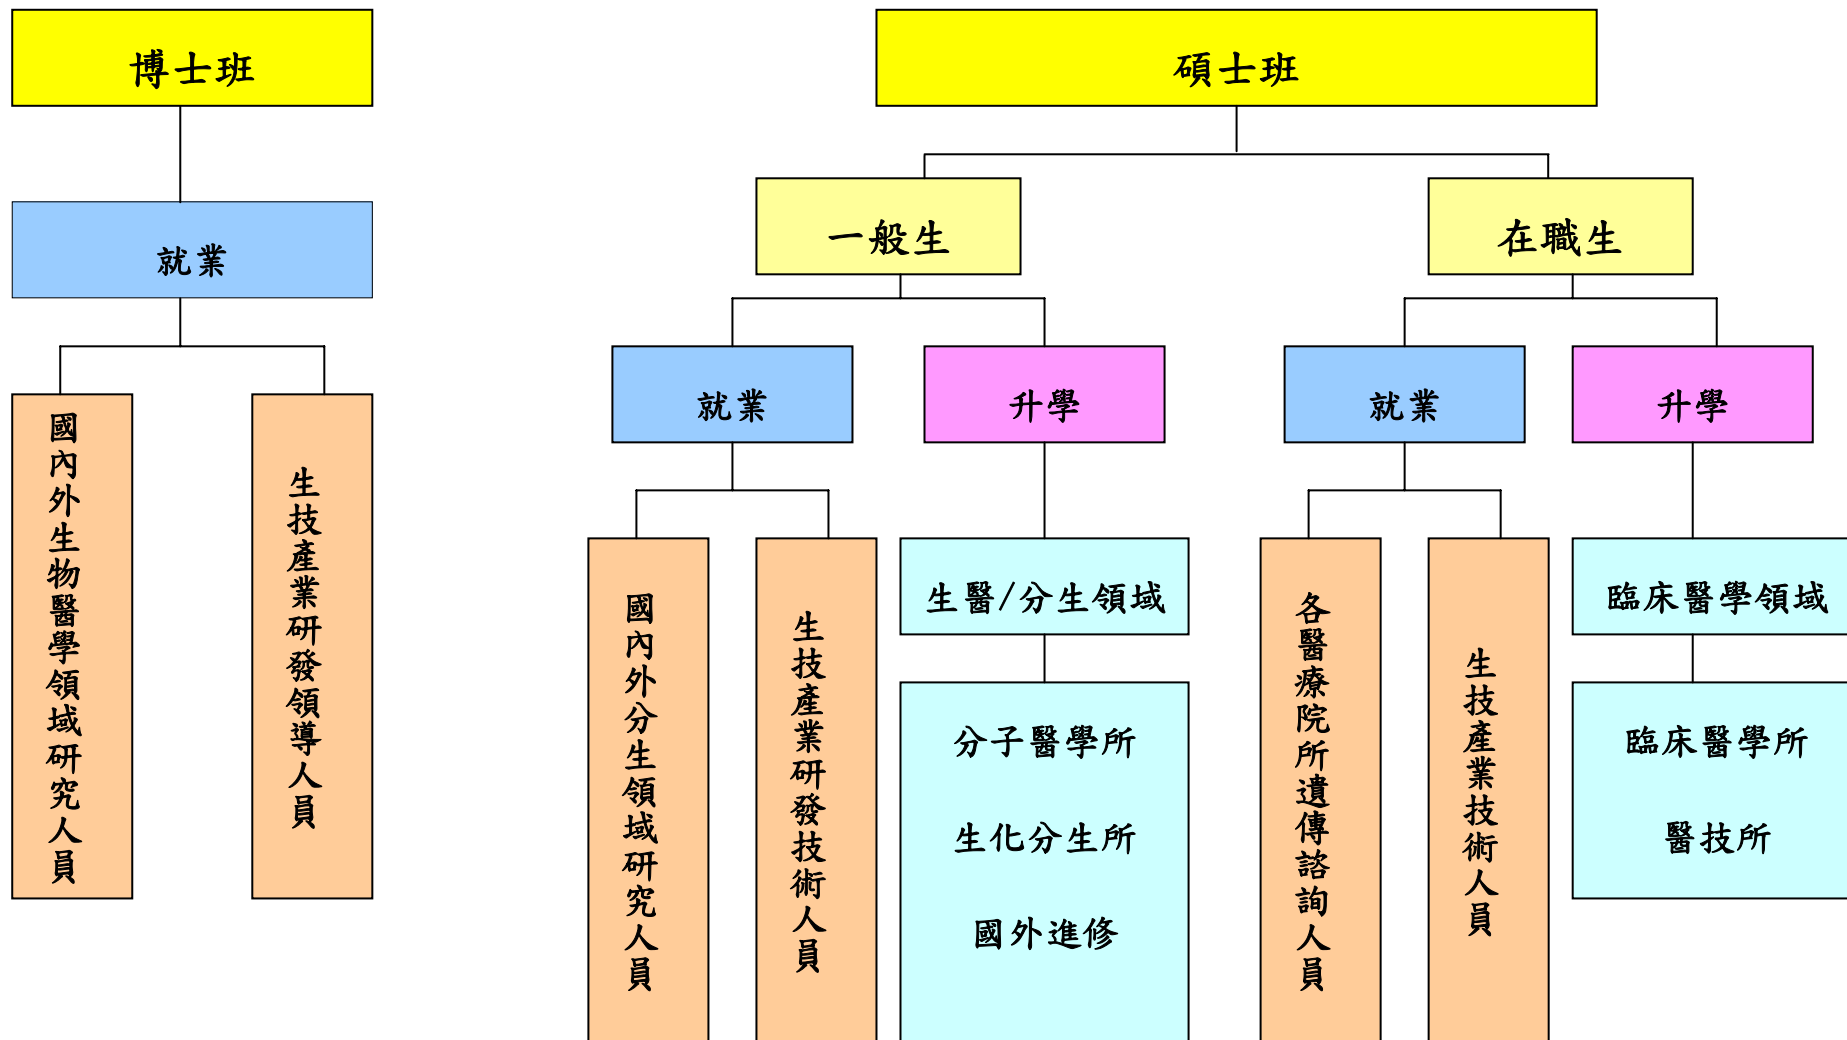 博士班
就業
國內外生物醫學領域研究人員
生技產業研發領導人員
碩士班
一般生
在職生
就業
升學
就業
升學
國內外分生領域研究人員
生技產業研發技術人員
生醫/分生領域
分子醫學所
生化分生所
國外進修
各醫療院所遺傳諮詢人員
生技產業技術人員
臨床醫學領域
臨床醫學所
醫技所